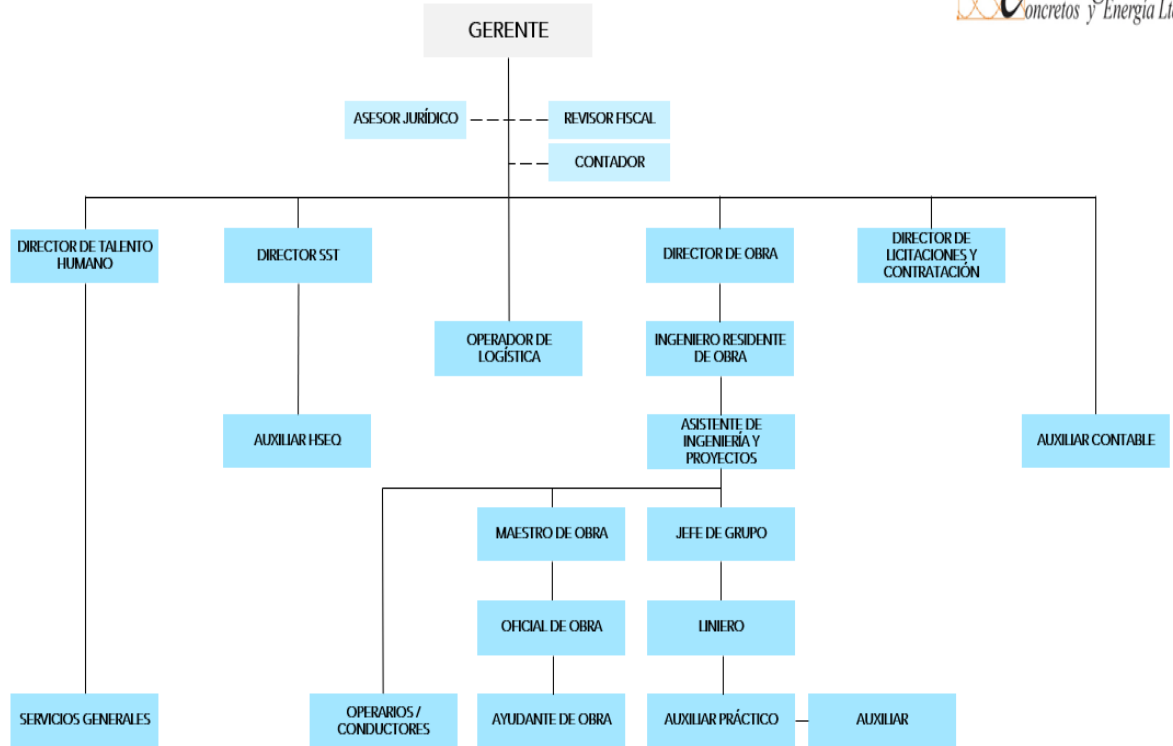 oncretos y Energía Lt
GERENTE
ASESOR JURÍDICO
REVISOR FISCAL
CONTADOR
DIRECTOR DE TALENTO
HUMANO
DIRECTOR SST
DIRECTOR DE OBRA
DIRECTOR DE
LICITACIONES Y
CONTRATACIÓN
OPERADOR DE
LOGÍSTICA
INGENIERO RESIDENTE
DE OBRA
AUXILIAR HSEQ
ASISTENTE DE
INGENIERÍA Y
PROYECTOS
AUXILIAR CONTABLE
MAESTRO DE OBRA
JEFE DE GRUPO
OFICIAL DE OBRA
LINIERO
SERVICIOS GENERALES
OPERARIOS /
CONDUCTORES
AYUDANTE DE OBRA
AUXILIAR PRÁCTICO
AUXILIAR